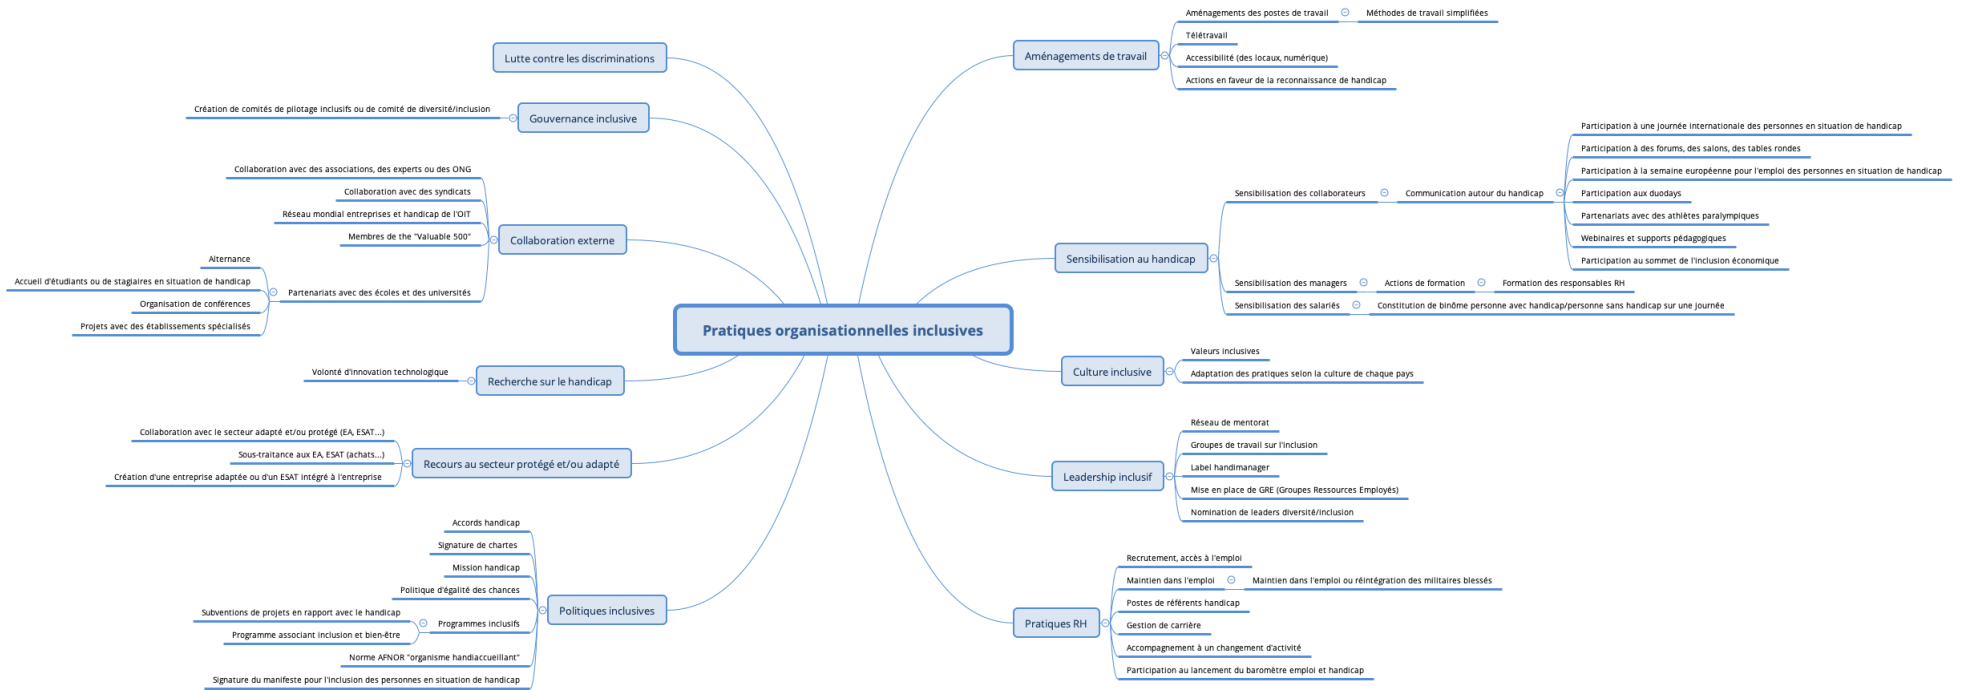 Pratiques organisationnelles inclusives
Lutte contre les discriminations
Gouvernance inclusive
Création de comités de pilotage inclusifs ou de comité de diversité/inclusion
Collaboration externe
Collaboration avec des associations, des experts ou des ONG
Collaboration avec des syndicats
Réseau mondial entreprises et handicap de l'OIT
Membres de the "Valuable 500"
Partenariats avec des écoles et des universités
Alternance
Accueil d'étudiants ou de stagiaires en situation de handicap
Organisation de conférences
Projets avec des établissements spécialisés
Recherche sur le handicap
Volonté d'innovation technologique
Recours au secteur protégé et/ou adapté
Collaboration avec le secteur adapté et/ou protégé (EA, ESAT...)
Sous-traitance aux EA, ESAT (achats...)
Création d'une entreprise adaptée ou d'un ESAT intégré à l'entreprise
Politiques inclusives
Accords handicap
Signature de chartes
Mission handicap
Politique d'égalité des chances
Programmes inclusifs
Subventions de projets en rapport avec le handicap
Programme associant inclusion et bien-être
Norme AFNOR "organisme handiaccueillant"
Signature du manifeste pour l'inclusion des personnes en situation de handicap
Aménagements de travail
Aménagements des postes de travail
Méthodes de travail simplifiées
Télétravail
Accessibilité (des locaux, numérique)
Actions en faveur de la reconnaissance de handicap
Sensibilisation au handicap
Sensibilisation des collaborateurs
Communication autour du handicap
Participation à une journée internationale des personnes en situation de handicap
Participation à des forums, des salons, des tables rondes
Participation à la semaine européenne pour l'emploi des personnes en situation de handicap
Participation aux duodays
Partenariats avec des athlètes paralympiques
Webinaires et supports pédagogiques
Participation au sommet de l'inclusion économique
Sensibilisation des managers
Actions de formation
Formation des responsables RH
Sensibilisation des salariés
Constitution de binôme personne avec handicap/personne sans handicap sur une journée
Culture inclusive
Valeurs inclusives
Adaptation des pratiques selon la culture de chaque pays
Leadership inclusif
Réseau de mentorat
Groupes de travail sur l'inclusion
Label handimanager
Mise en place de GRE (Groupes Ressources Employés)
Nomination de leaders diversité/inclusion
Pratiques RH
Recrutement, accès à l'emploi
Maintien dans l'emploi
Maintien dans l'emploi ou réintégration des militaires blessés
Postes de référents handicap
Gestion de carrière
Accompagnement à un changement d'activité
Participation au lancement du baromètre emploi et handicap